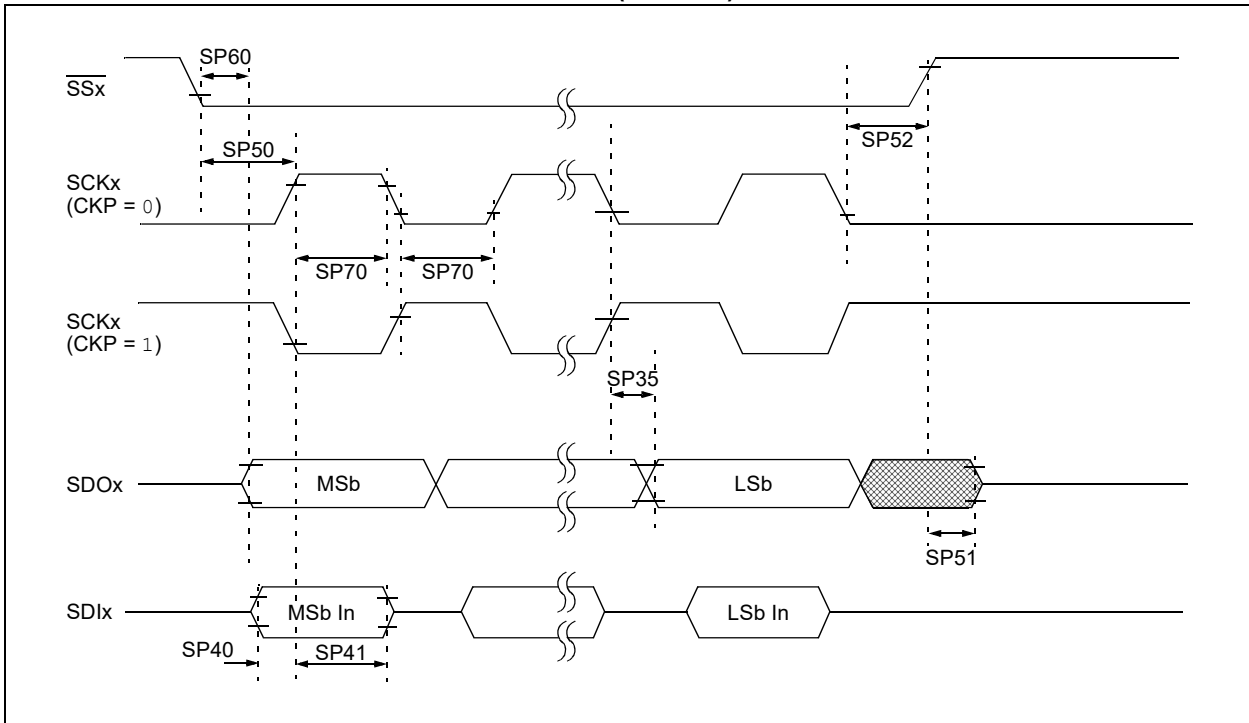 SP60
SSx
SP52
SP50
SCKx
(CKP = 0)
SP70
SP70
SCKx
(CKP = 1)
SP35
SDOx
MSb
LSb
SP51
SDIx
MSb In
LSb In
SP40
SP41